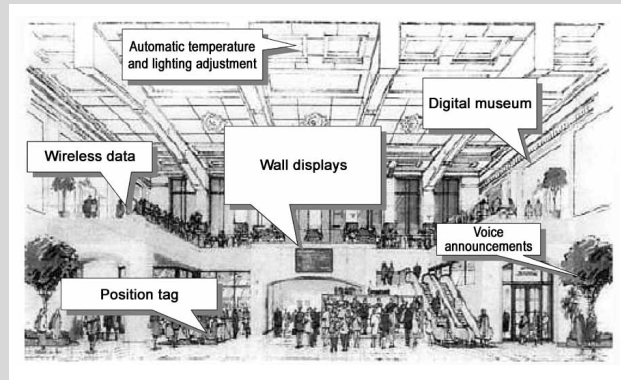 Automatic temperature
and lighting adjustment
Digital museum
Wireless data
Wall displays
Voice
announcements
Position tag